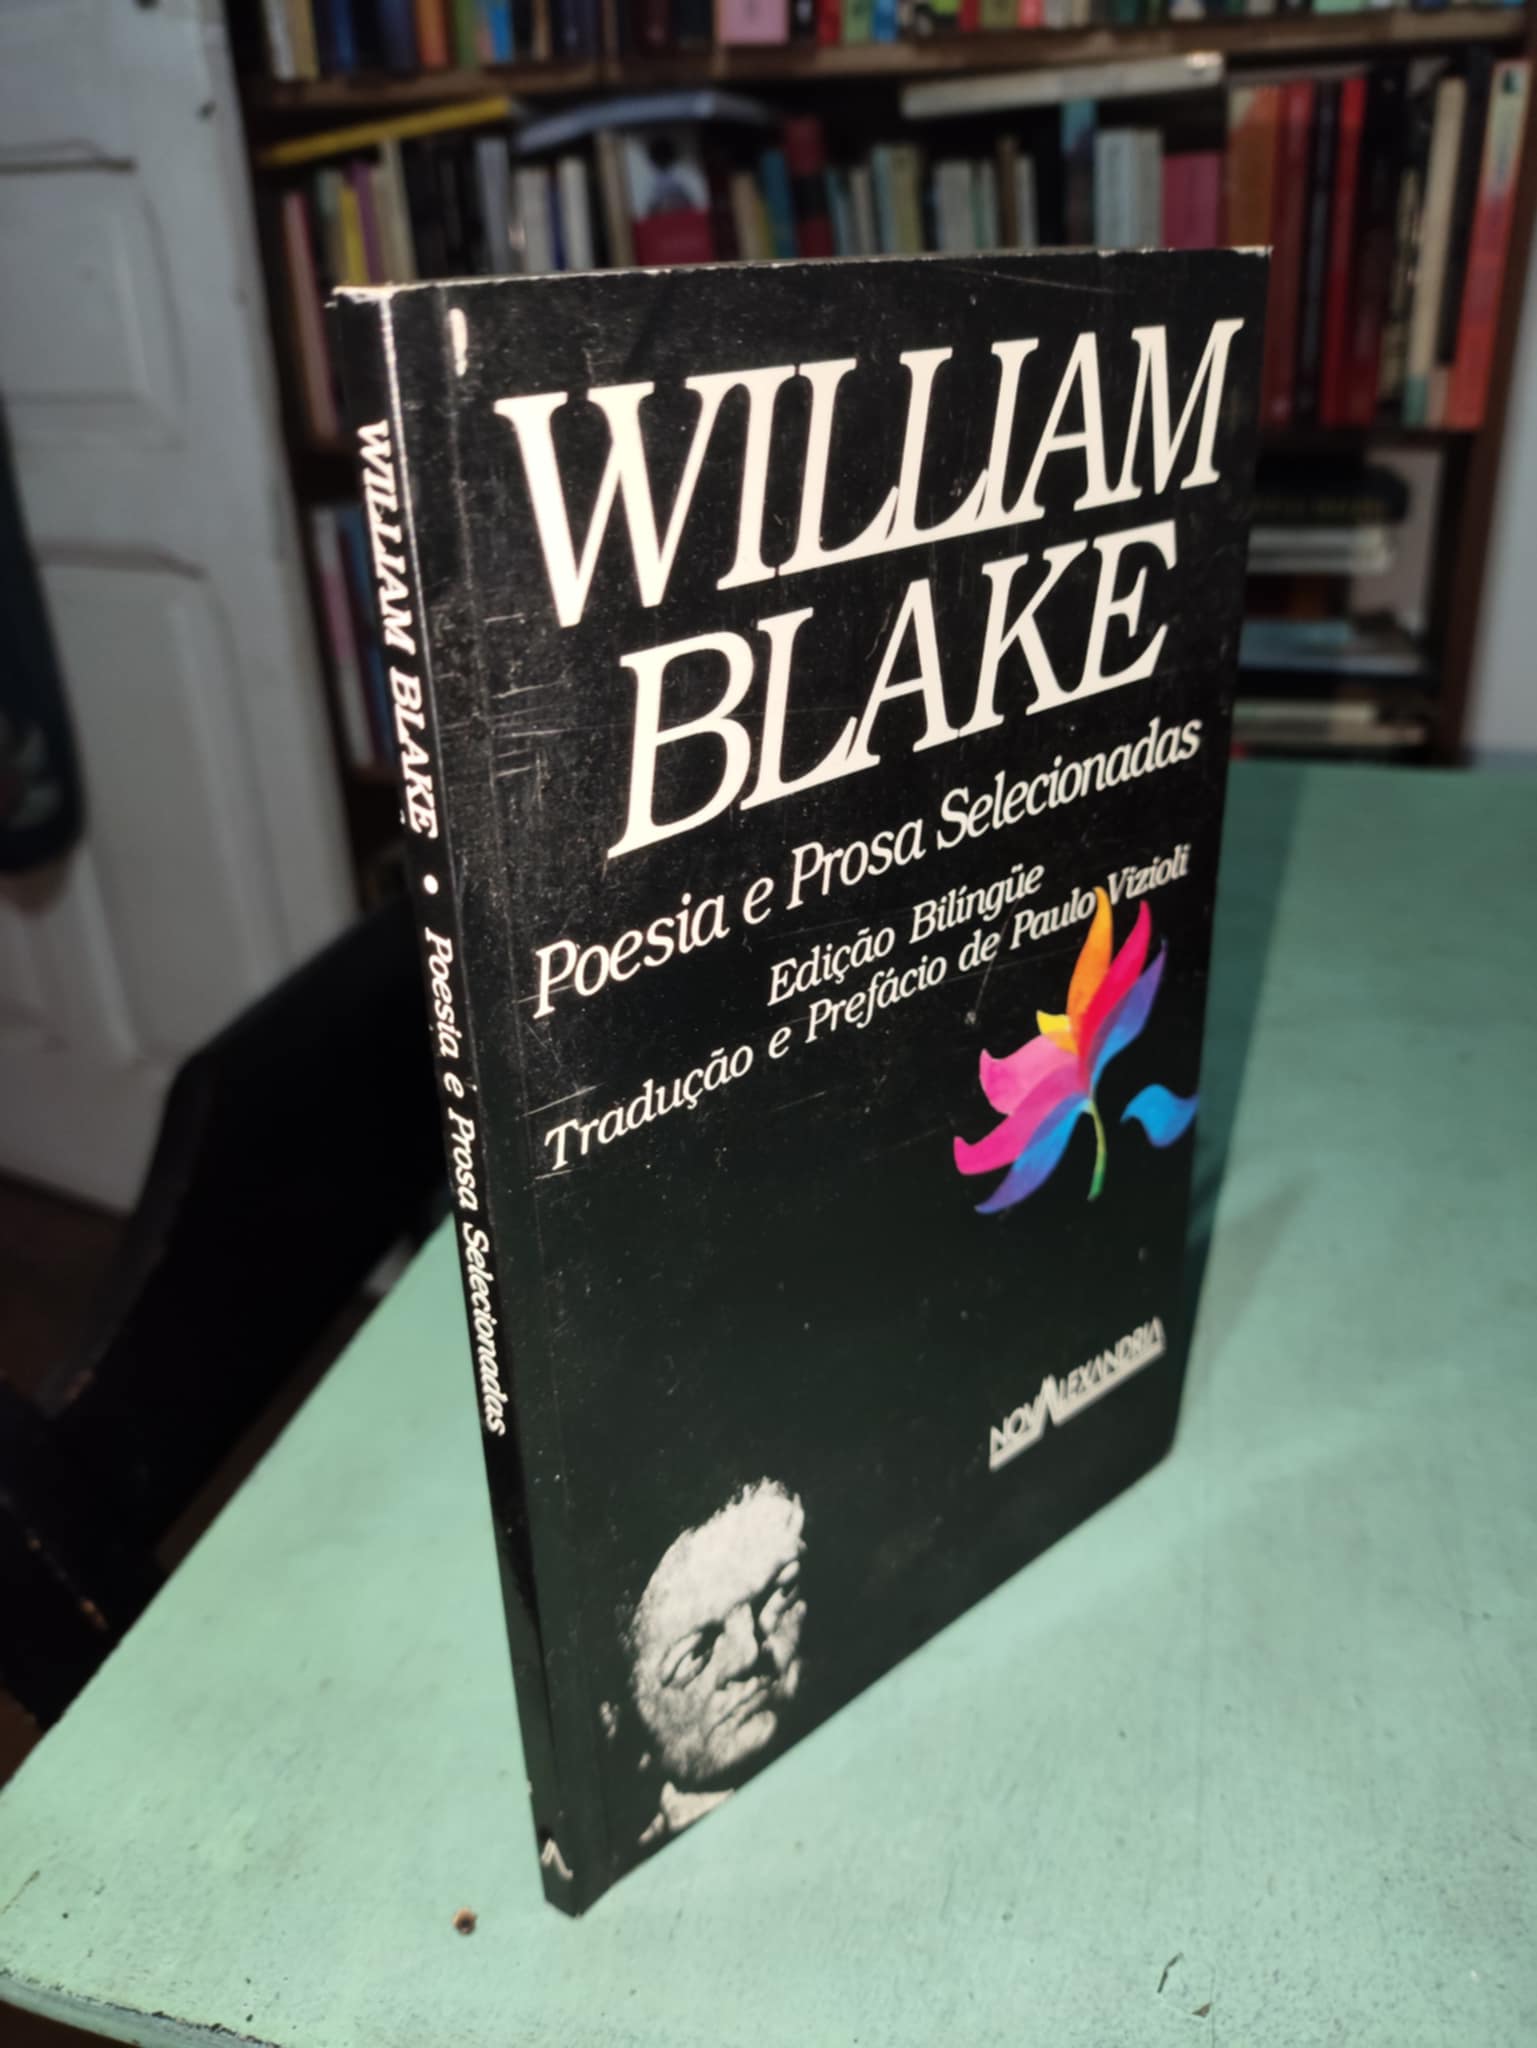 WILLIAM
BLAKE
Poesia e Prosa Selecionadas
Edição Bilíngüe
Tradução e Prefácio de Paulo Vizioli
NOVALEXANDRIA
WILLIAM BLAKE • Poesia e Prosa Selecionadas